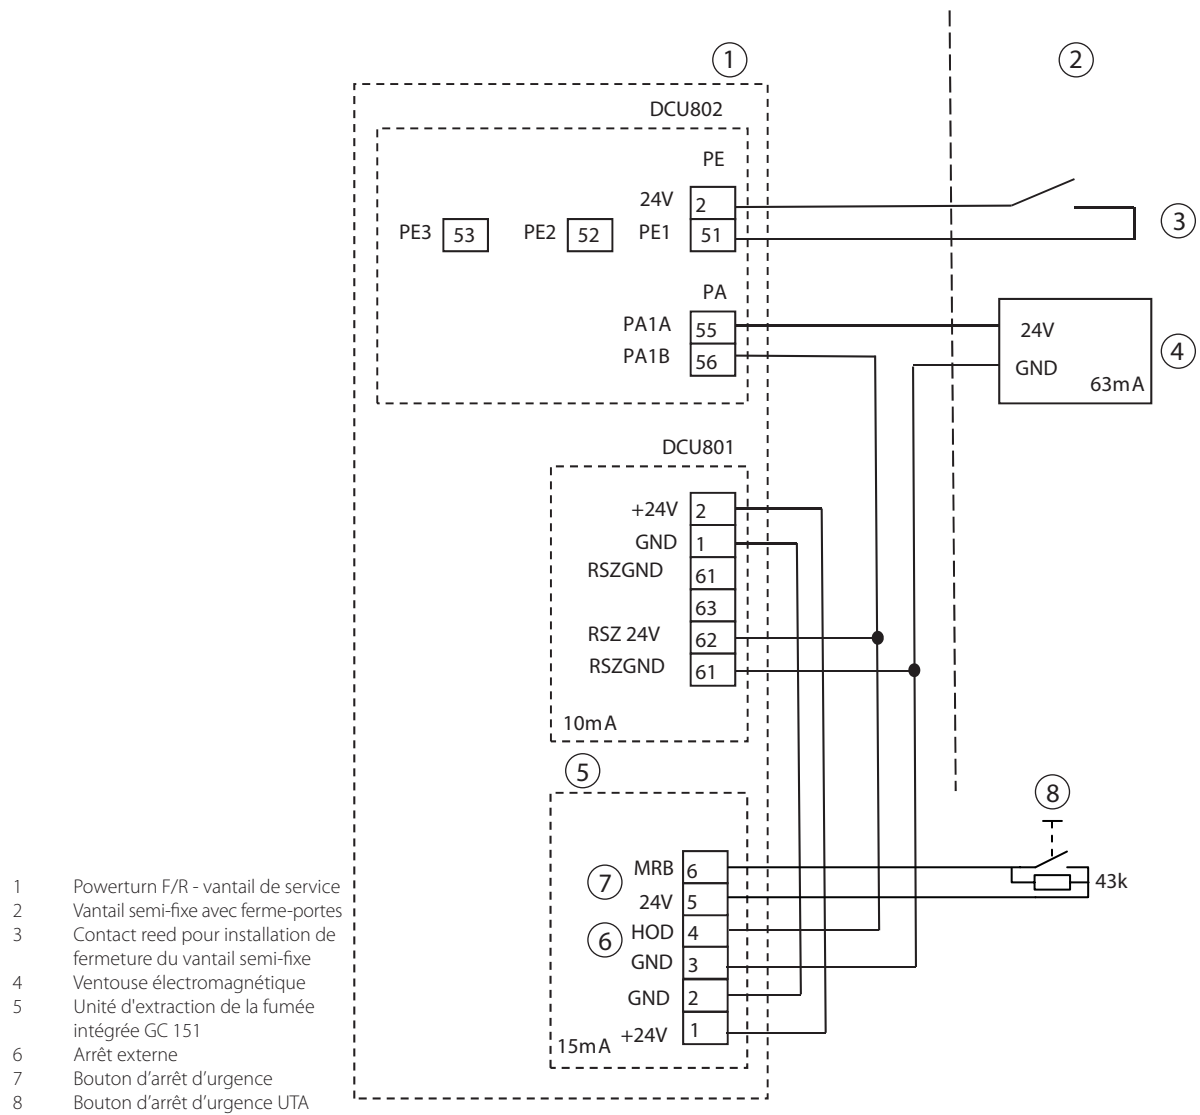 1
2
DCU802
PE
24V 2
PE3 53 PE2 52 PE1 51
3
PA
PA1A 55
PA1B 56
24V
GND
63mA
4
DCU801
+24V 2
GND 1
RSZGND 61
63
RSZ 24V 62
RSZGND 61
10mA
5
8
MRB 6
7
24V 5
43k
HOD 4
6
GND 3
GND 2
+24V 1
15mA
1 Powerturn F/R - vantail de service
2 Vantail semi-fixe avec ferme-portes
3 Contact reed pour installation de
fermeture du vantail semi-fixe
4 Ventouse électromagnétique
5 Unité d'extraction de la fumée
intégrée GC 151
6 Arrêt externe
7 Bouton d’arrêt d’urgence
8 Bouton d’arrêt d’urgence UTA